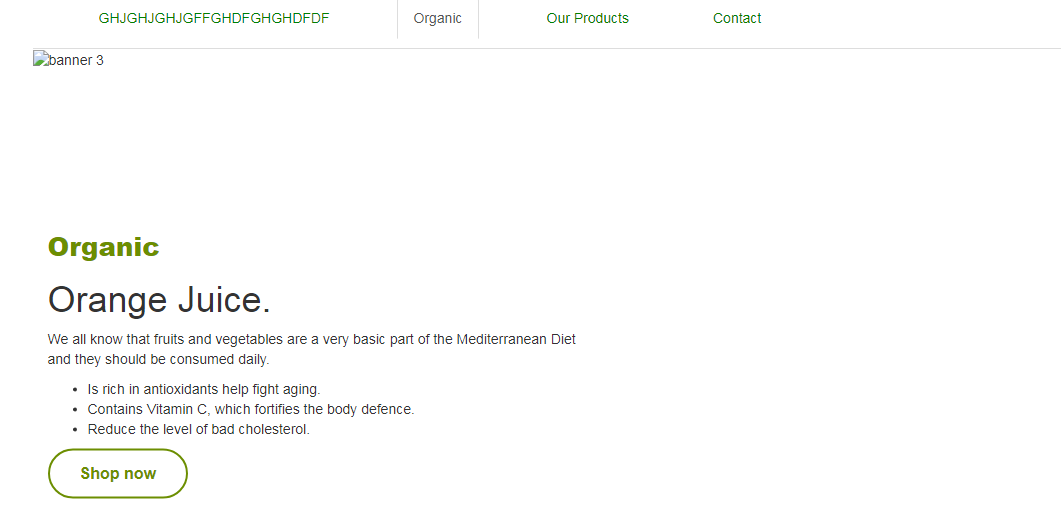 GHJGHJGHJGFFGHDFGHGHDFDF Organic Our Products Contact
banner 3
Organic
Orange Juice.
We all know that fruits and vegetables are a very basic part of the Mediterranean Diet
and they should be consumed daily.
• Is rich in antioxidants help fight aging.
• Contains Vitamin C, which fortifies the body defence.
• Reduce the level of bad cholesterol.
Shop now